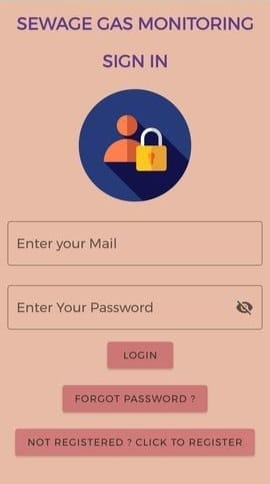 SEWAGE GAS MONITORING
SIGN IN
Enter your Mail
Enter Your Password
LOGIN
FORGOT PASSWORD ?
NOT REGISTERED ? CLICK TO REGISTER